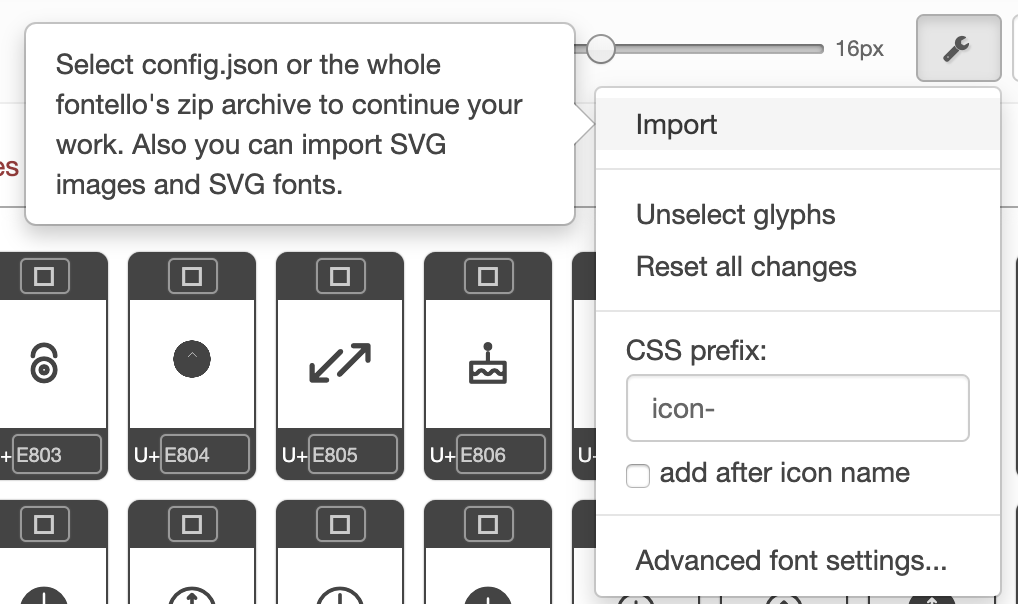 Select config.json or the whole
fontello's zip archive to continue your
work. Also you can import SVG
images and SVG fonts.
16px
es
Import
Unselect glyphs
Reset all changes
CSS prefix:
icon-
add after icon name
Advanced font settings...
+ E803
U+ E804
U+ E805
U+ E806
U-